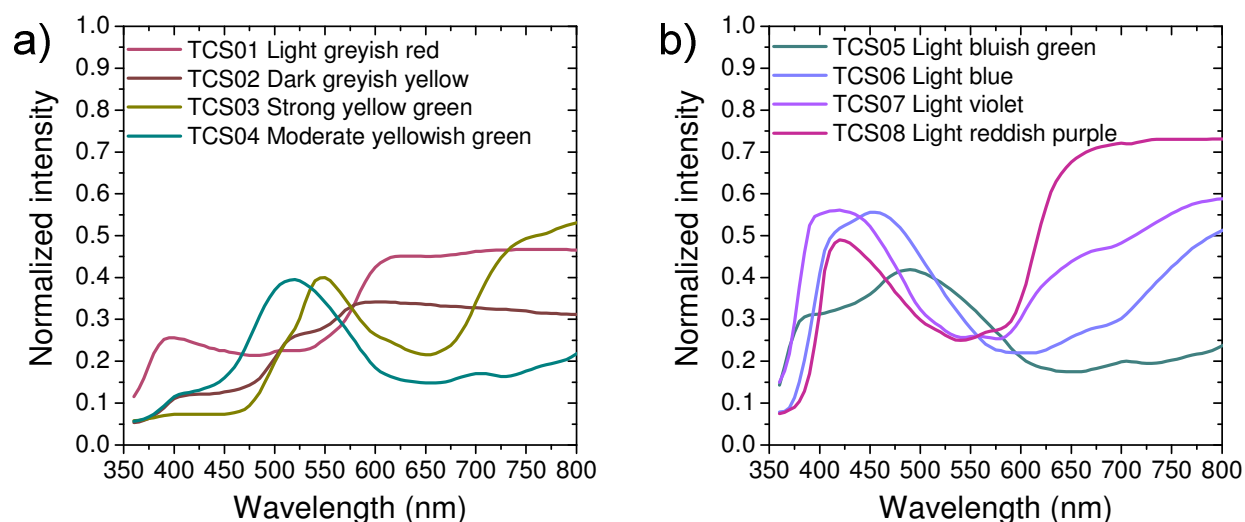 a)
Normalized intensity
1.0
0.9
0.8
0.7
0.6
0.5
0.4
0.3
0.2
0.1
0.0
TCS01 Light greyish red
TCS02 Dark greyish yellow
TCS03 Strong yellow green
TCS04 Moderate yellowish green
350 400 450 500 550 600 650 700 750 800
Wavelength (nm)
b)
Normalized intensity
1.0
0.9
0.8
0.7
0.6
0.5
0.4
0.3
0.2
0.1
0.0
TCS05 Light bluish green
TCS06 Light blue
TCS07 Light violet
TCS08 Light reddish purple
350 400 450 500 550 600 650 700 750 800
Wavelength (nm)